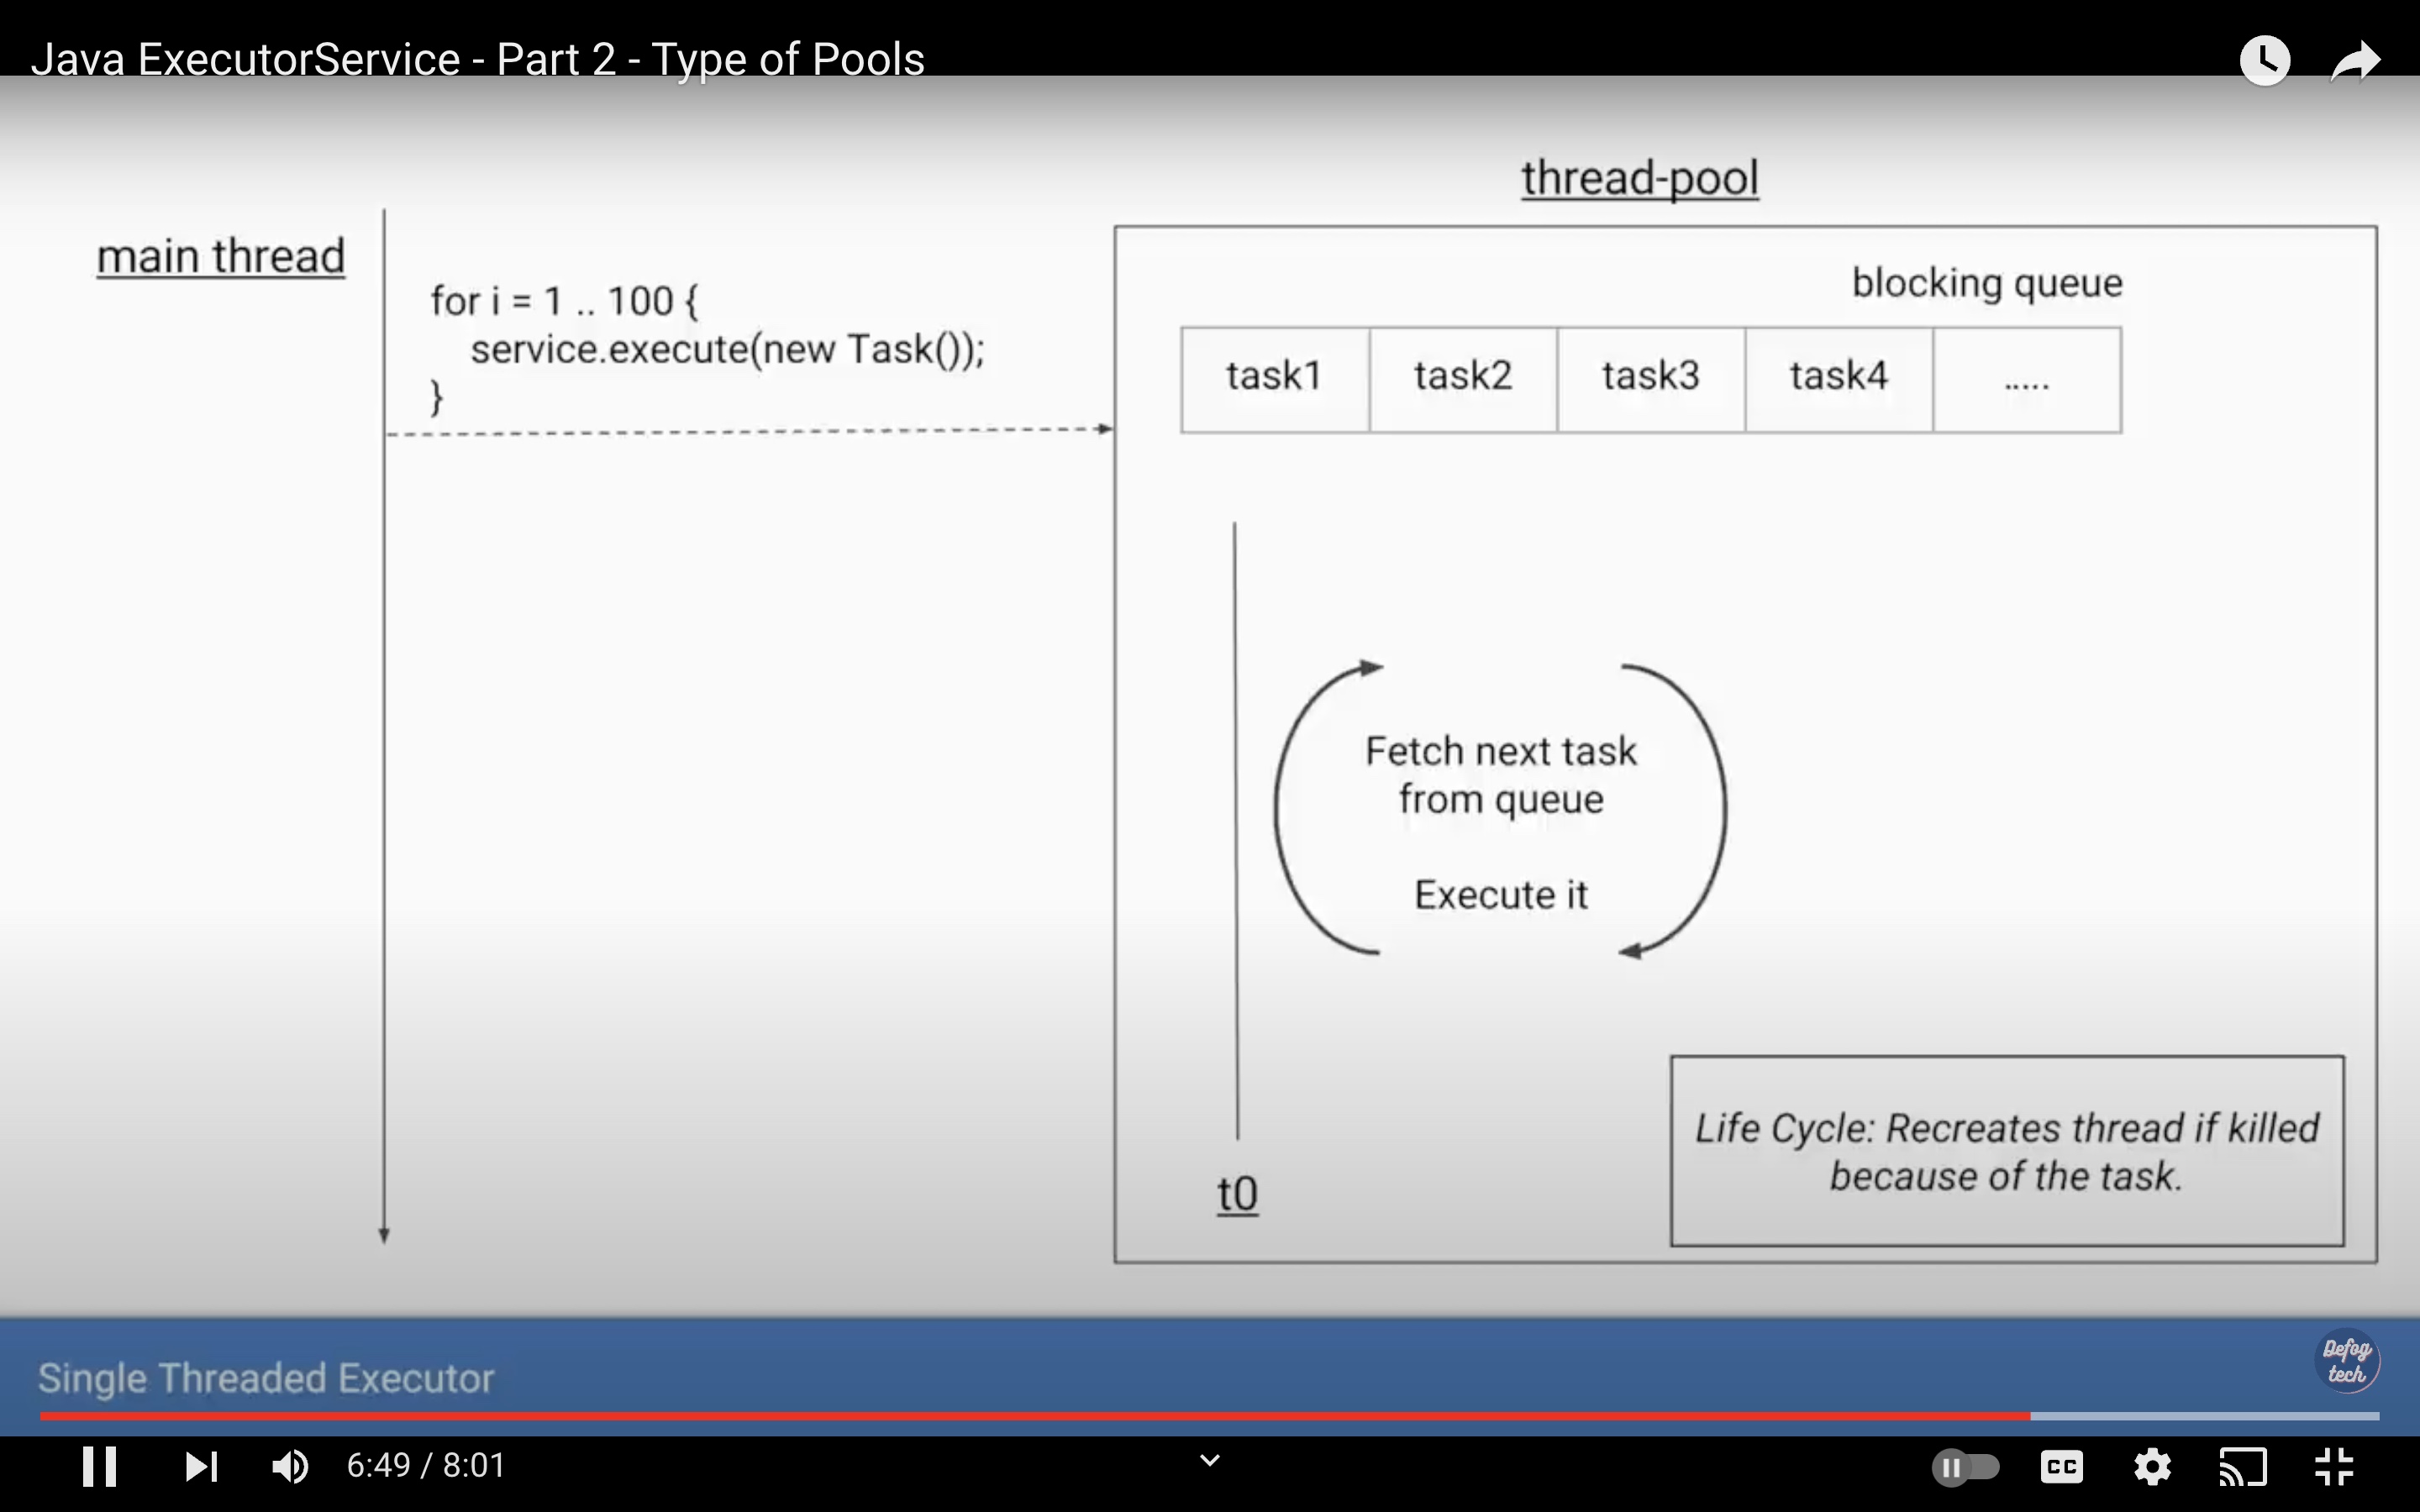 Java ExecutorService - Part 2 - Type of Pools
thread-pool
main thread
for i = 1 .. 100 {
service.execute(new Task());
}
blocking queue
task1 task2 task3 task4 .....
Fetch next task
from queue
Execute it
t0
Life Cycle: Recreates thread if killed
because of the task.
Single Threaded Executor
Defog
tech
6:49 / 8:01
CC